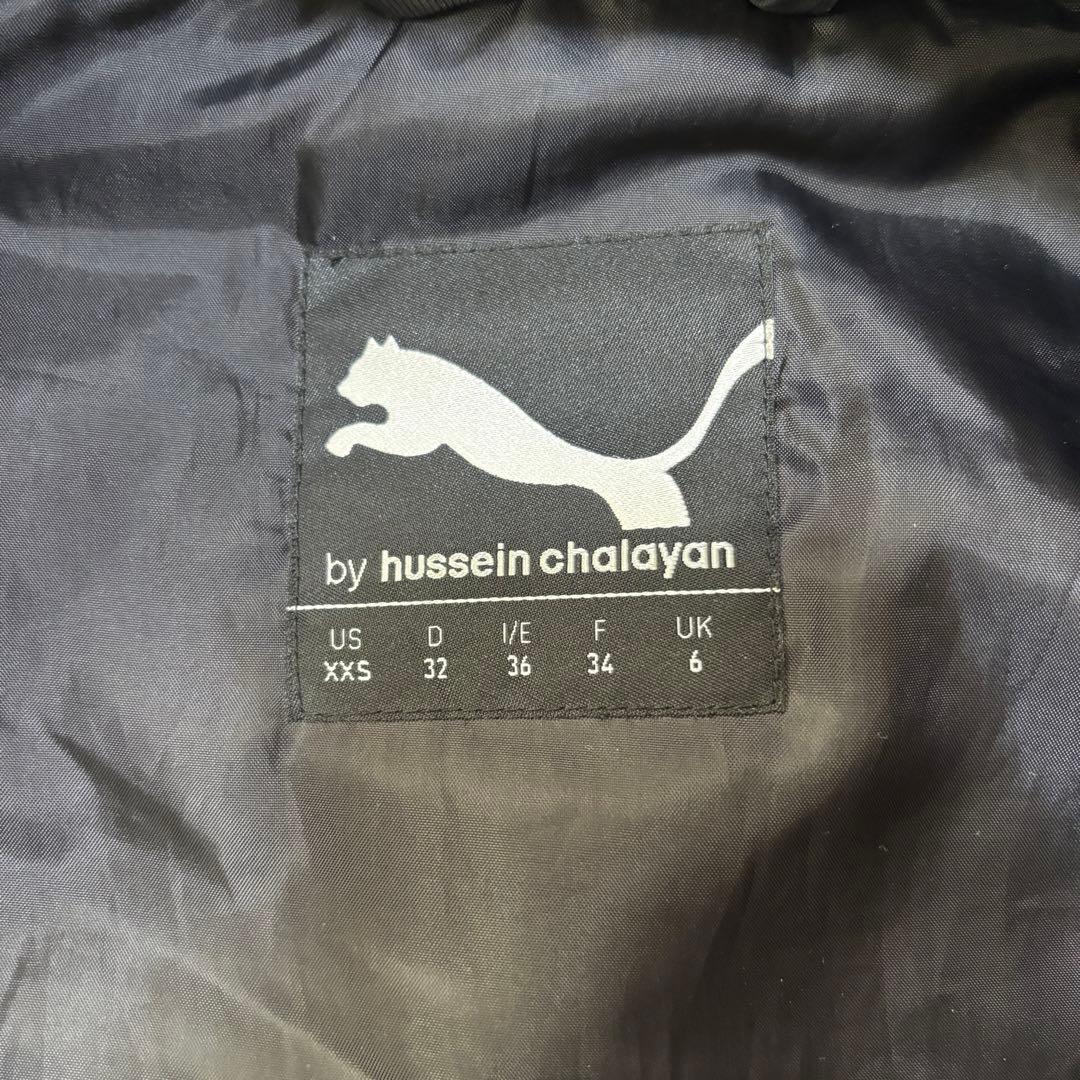 by hussein chalayan
US D I/E F UK
XXS 32 36 34 6